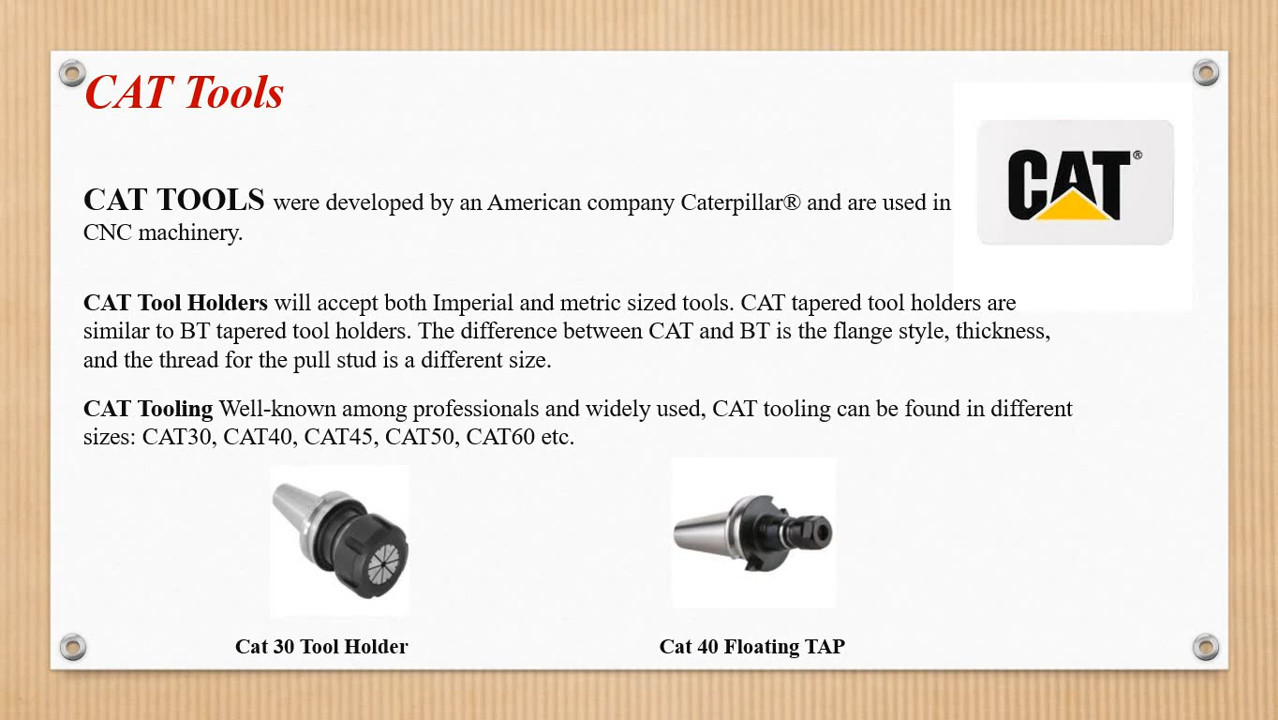 CAT Tools
CAT®
CAT TOOLS were developed by an American company Caterpillar® and are used in
CNC machinery.
CAT Tool Holders will accept both Imperial and metric sized tools. CAT tapered tool holders are
similar to BT tapered tool holders. The difference between CAT and BT is the flange style, thickness,
and the thread for the pull stud is a different size.
CAT Tooling Well-known among professionals and widely used, CAT tooling can be found in different
sizes: CAT30, CAT40, CAT45, CAT50, CAT60 etc.
Cat 30 Tool Holder
Cat 40 Floating TAP